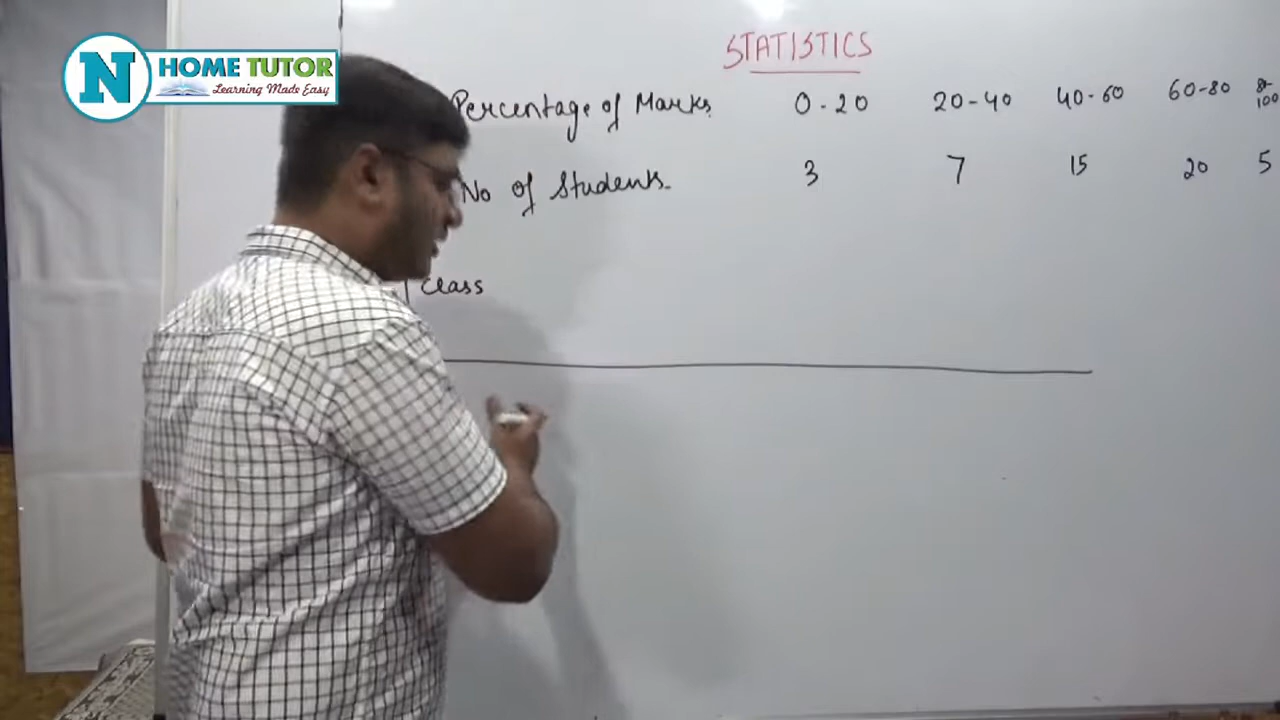 N HOME TUTOR
Learning Made Easy
STATISTICS
Percentage of Marks 0-20 20-40 40-60 60-80 80-100
No of Students 3 7 15 20 5
class